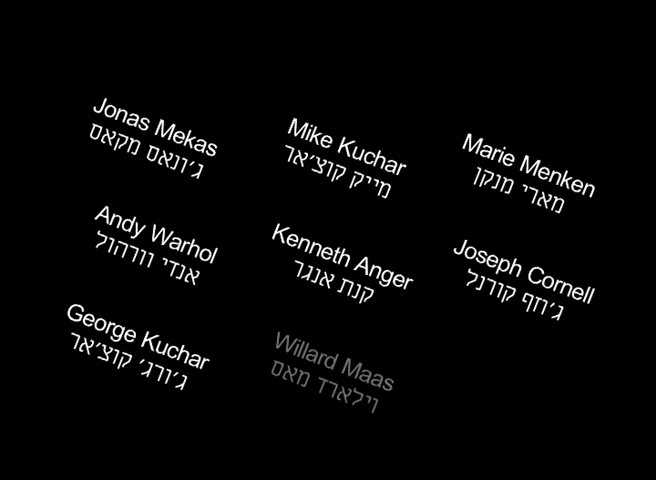 Jonas Mekas
ג'ונאס מקאס
Mike Kuchar
מייק קוצ'אר
Marie Menken
מארי מנקן
Andy Warhol
אנדי וורהול
Kenneth Anger
קנת אנגר
Joseph Cornell
ג'וזף קורנל
George Kuchar
ג'ורג' קוצ'אר
Willard Maas
וילארד מאס